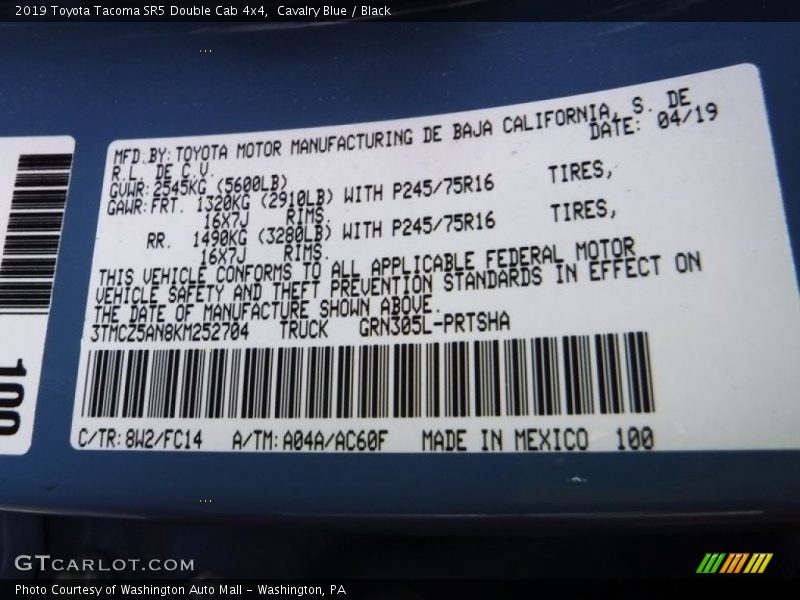 2019 Toyota Tacoma SR5 Double Cab 4x4,  Cavalry Blue / Black
MFD.BY:TOYOTA MOTOR MANUFACTURING DE BAJA CALIFORNIA, S. DE
R.L. DE C.V. DATE: 04/19
GVWR:2545KG (5600LB)
GAWR:FRT. 1320KG (2910LB) WITH P245/75R16 TIRES,
16X7J RIMS.
RR. 1490KG (3280LB) WITH P245/75R16 TIRES,
16X7J RIMS.
THIS VEHICLE CONFORMS TO ALL APPLICABLE FEDERAL MOTOR
VEHICLE SAFETY AND THEFT PREVENTION STANDARDS IN EFFECT ON
THE DATE OF MANUFACTURE SHOWN ABOVE.
3TMCZ5AN8KM252704 TRUCK GRN305L-PRTSHA
C/TR:8W2/FC14 A/TM:A04A/AC60F MADE IN MEXICO 100
100
GTCARLOT.COM
Photo Courtesy of Washington Auto Mall - Washington, PA